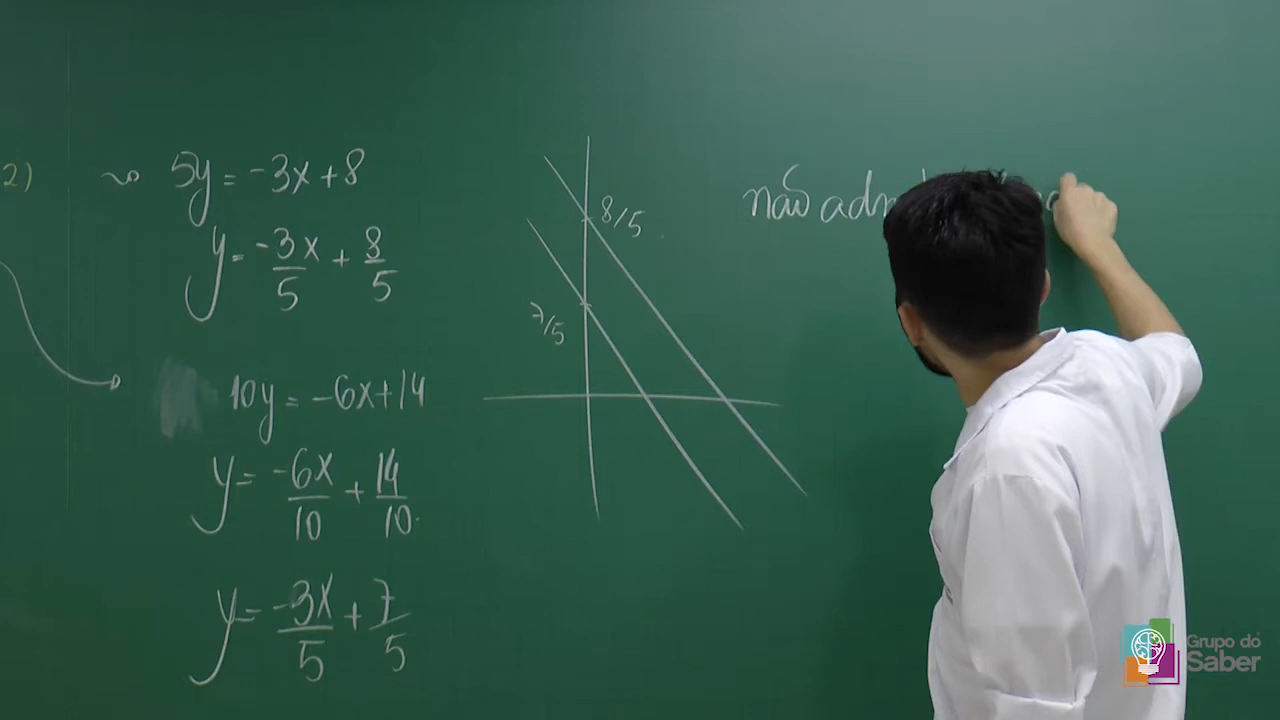 2)
5y = -3x + 8
y = -3x/5 + 8/5
10y = -6x + 14
y = -6x/10 + 14/10
y = -3x/5 + 7/5
8/5
7/5
não
Grupo do
Saber